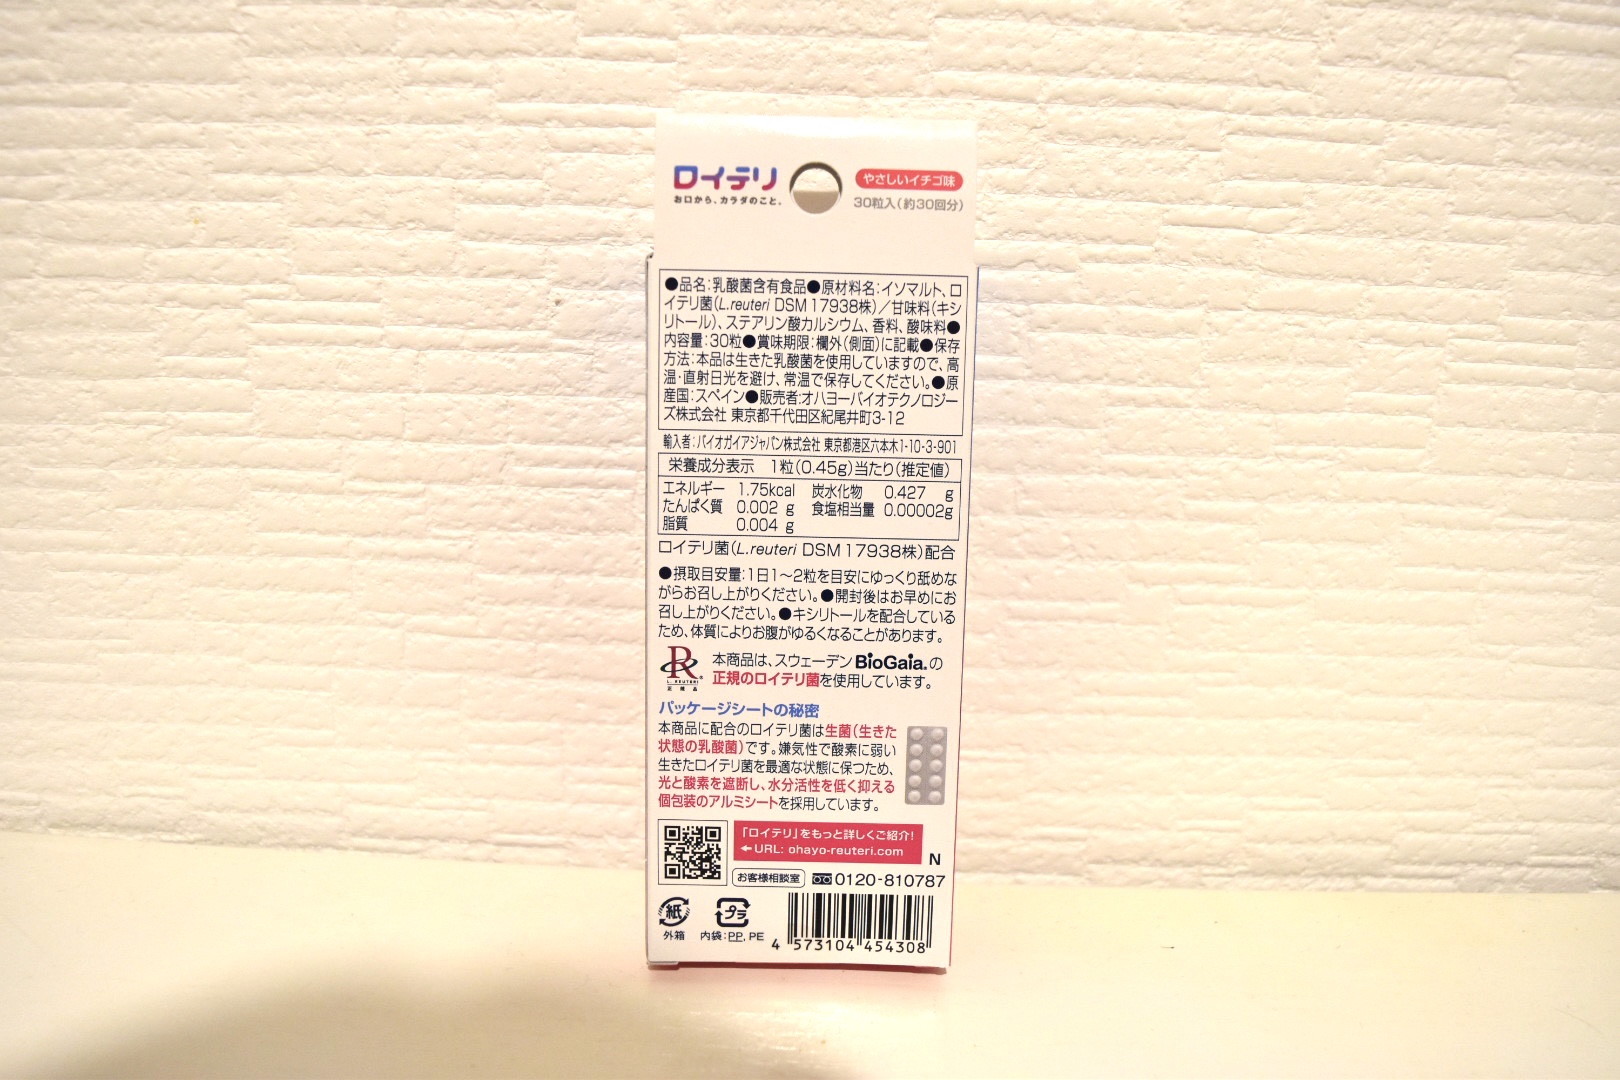 ロイテリ
お口から、カラダのこと。
やさしいイチゴ味
30粒入(約30回分)
●品名:乳酸菌含有食品●原材料名:イソマルト、ロ
イテリ菌(L.reuteri DSM 17938株)/甘味料(キシ
リトール)、ステアリン酸カルシウム、香料、酸味料●
内容量:30粒●賞味期限:欄外(側面)に記載●保存
方法:本品は生きた乳酸菌を使用していますので、高
温・直射日光を避け、常温で保存してください。●原
産国:スペイン●販売者:オハヨーバイオテクノロジー
ズ株式会社 東京都千代田区紀尾井町3-12
輸入者:バイオガイアジャパン株式会社 東京都港区六本木1-10-3-901
栄養成分表示 1粒(0.45g)当たり(推定値)
エネルギー 1.75kcal 炭水化物 0.427 g
たんぱく質 0.002 g 食塩相当量 0.00002g
脂質 0.004 g
ロイテリ菌(L.reuteri DSM 17938株)配合
●摂取目安量:1日1〜2粒を目安にゆっくり舐めな
がらお召し上がりください。●開封後はお早めにお
召し上がりください。●キシリトールを配合している
ため、体質によりお腹がゆるくなることがあります。
R
L. REUTERI
正規品
本商品は、スウェーデンBioGaia.の
正規のロイテリ菌を使用しています。
パッケージシートの秘密
本商品に配合のロイテリ菌は生菌(生きた
状態の乳酸菌)です。嫌気性で酸素に弱い
生きたロイテリ菌を最適な状態に保つため、
光と酸素を遮断し、水分活性を低く抑える
個包装のアルミシートを採用しています。
「ロイテリ」をもっと詳しくご紹介!
←URL: ohayo-reuteri.com
N
お客様相談室 0120-810787
紙
外箱
プラ
内袋:PP, PE
4 573104 454308